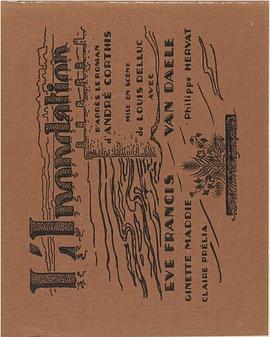 L'Inondation
D'APRÈS LE ROMAN
d'ANDRÉ CORTHIS
MISE EN SCÈNE
de LOUIS DELLUC
AVEC
EVE FRANCIS
VAN DAELE
GINETTE MADDIE
Philippe HERVAT
CLAIRE PRÉLIA